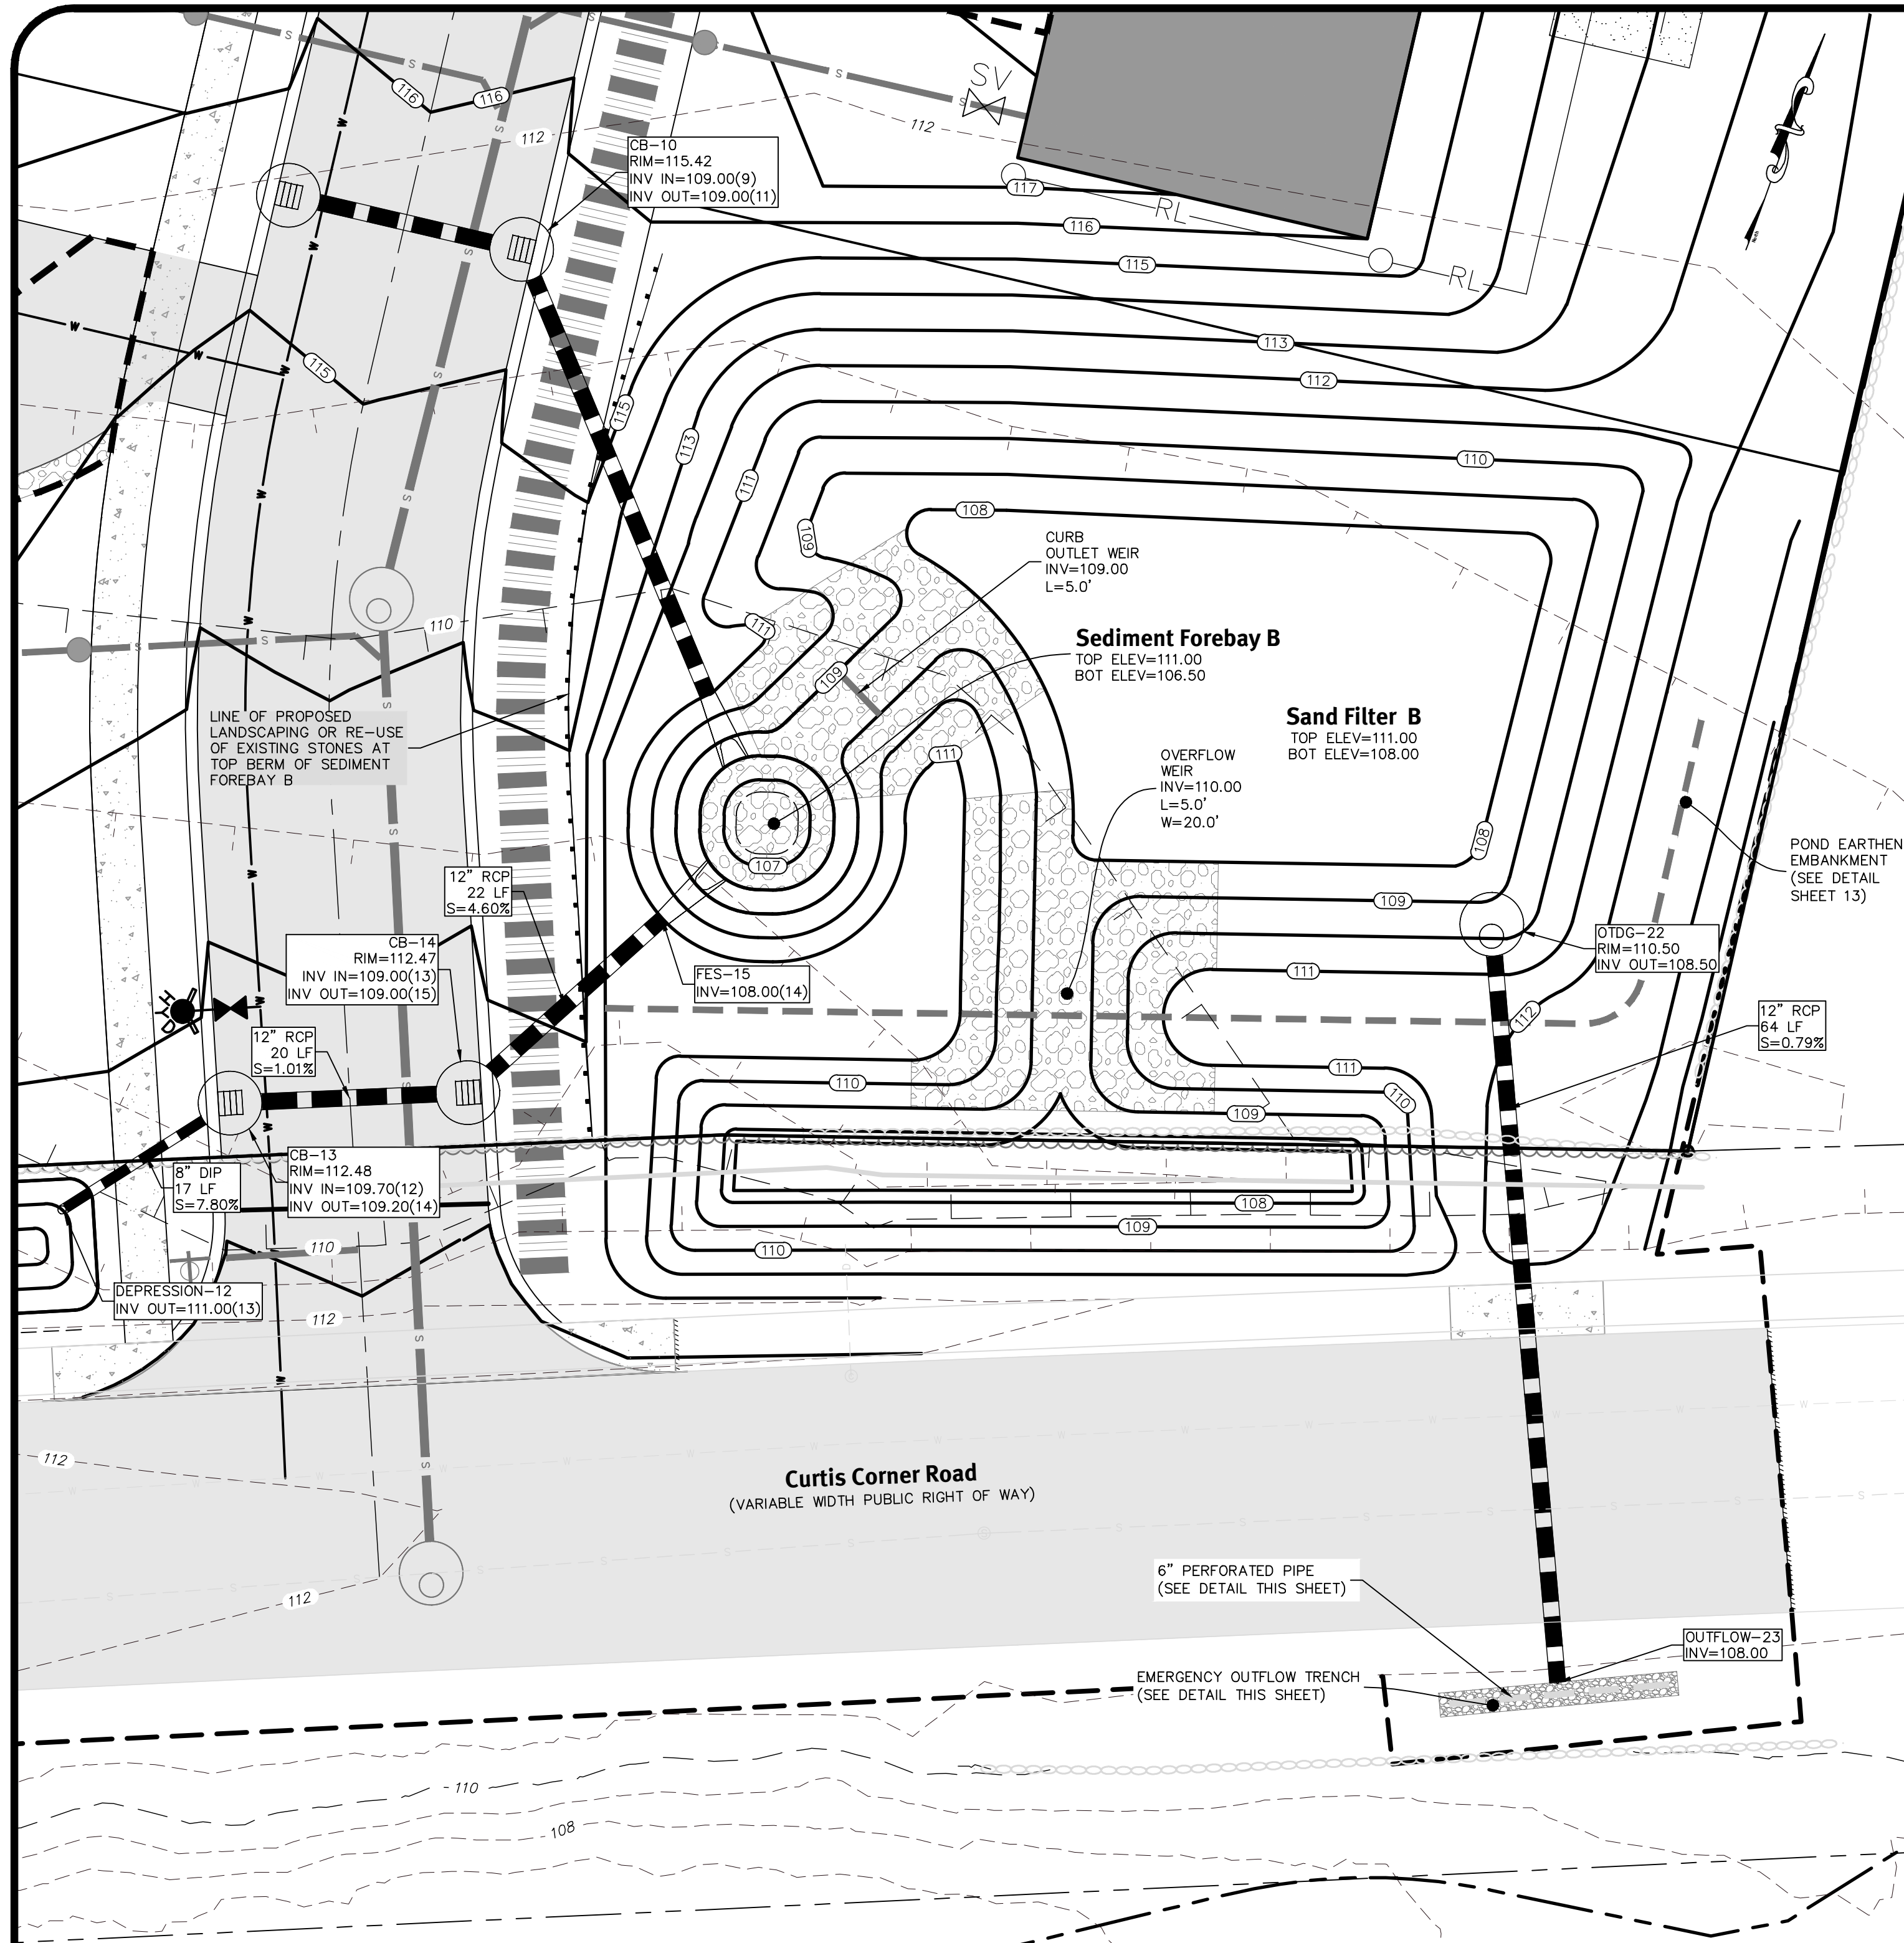 S
S
116
116
SV
S
S
W
S
112
112
CB-10
RIM=115.42
INV IN=109.00(9)
INV OUT=109.00(11)
117
RL
116
115
RL
W
S
W
W
W
S
113
112
115
115
113
111
110
W
S
109
108
CURB
OUTLET WEIR
INV=109.00
L=5.0'
110
W
S
S
111
Sediment Forebay B
TOP ELEV=111.00
BOT ELEV=106.50
109
Sand Filter B
TOP ELEV=111.00
BOT ELEV=108.00
LINE OF PROPOSED
LANDSCAPING OR RE-USE
OF EXISTING STONES AT
TOP BERM OF SEDIMENT
FOREBAY B
111
OVERFLOW
WEIR
INV=110.00
L=5.0'
W=20.0'
107
108
POND EARTHEN
EMBANKMENT
(SEE DETAIL
SHEET 13)
12" RCP
22 LF
S=4.60%
W
S
109
OTDG-22
RIM=110.50
INV OUT=108.50
CB-14
RIM=112.47
INV IN=109.00(13)
INV OUT=109.00(15)
FES-15
INV=108.00(14)
111
HYD
W
112
12" RCP
64 LF
S=0.79%
12" RCP
20 LF
S=1.01%
S
111
110
110
109
W
CB-13
RIM=112.48
INV IN=109.70(12)
INV OUT=109.20(14)
8" DIP
17 LF
S=7.80%
108
109
110
110
DEPRESSION-12
INV OUT=111.00(13)
112
D
S
W
W
W
W
W
W
W
S
W
112
Curtis Corner Road
(VARIABLE WIDTH PUBLIC RIGHT OF WAY)
S
S
S
S
112
6" PERFORATED PIPE
(SEE DETAIL THIS SHEET)
OUTFLOW-23
INV=108.00
EMERGENCY OUTFLOW TRENCH
(SEE DETAIL THIS SHEET)
110
108